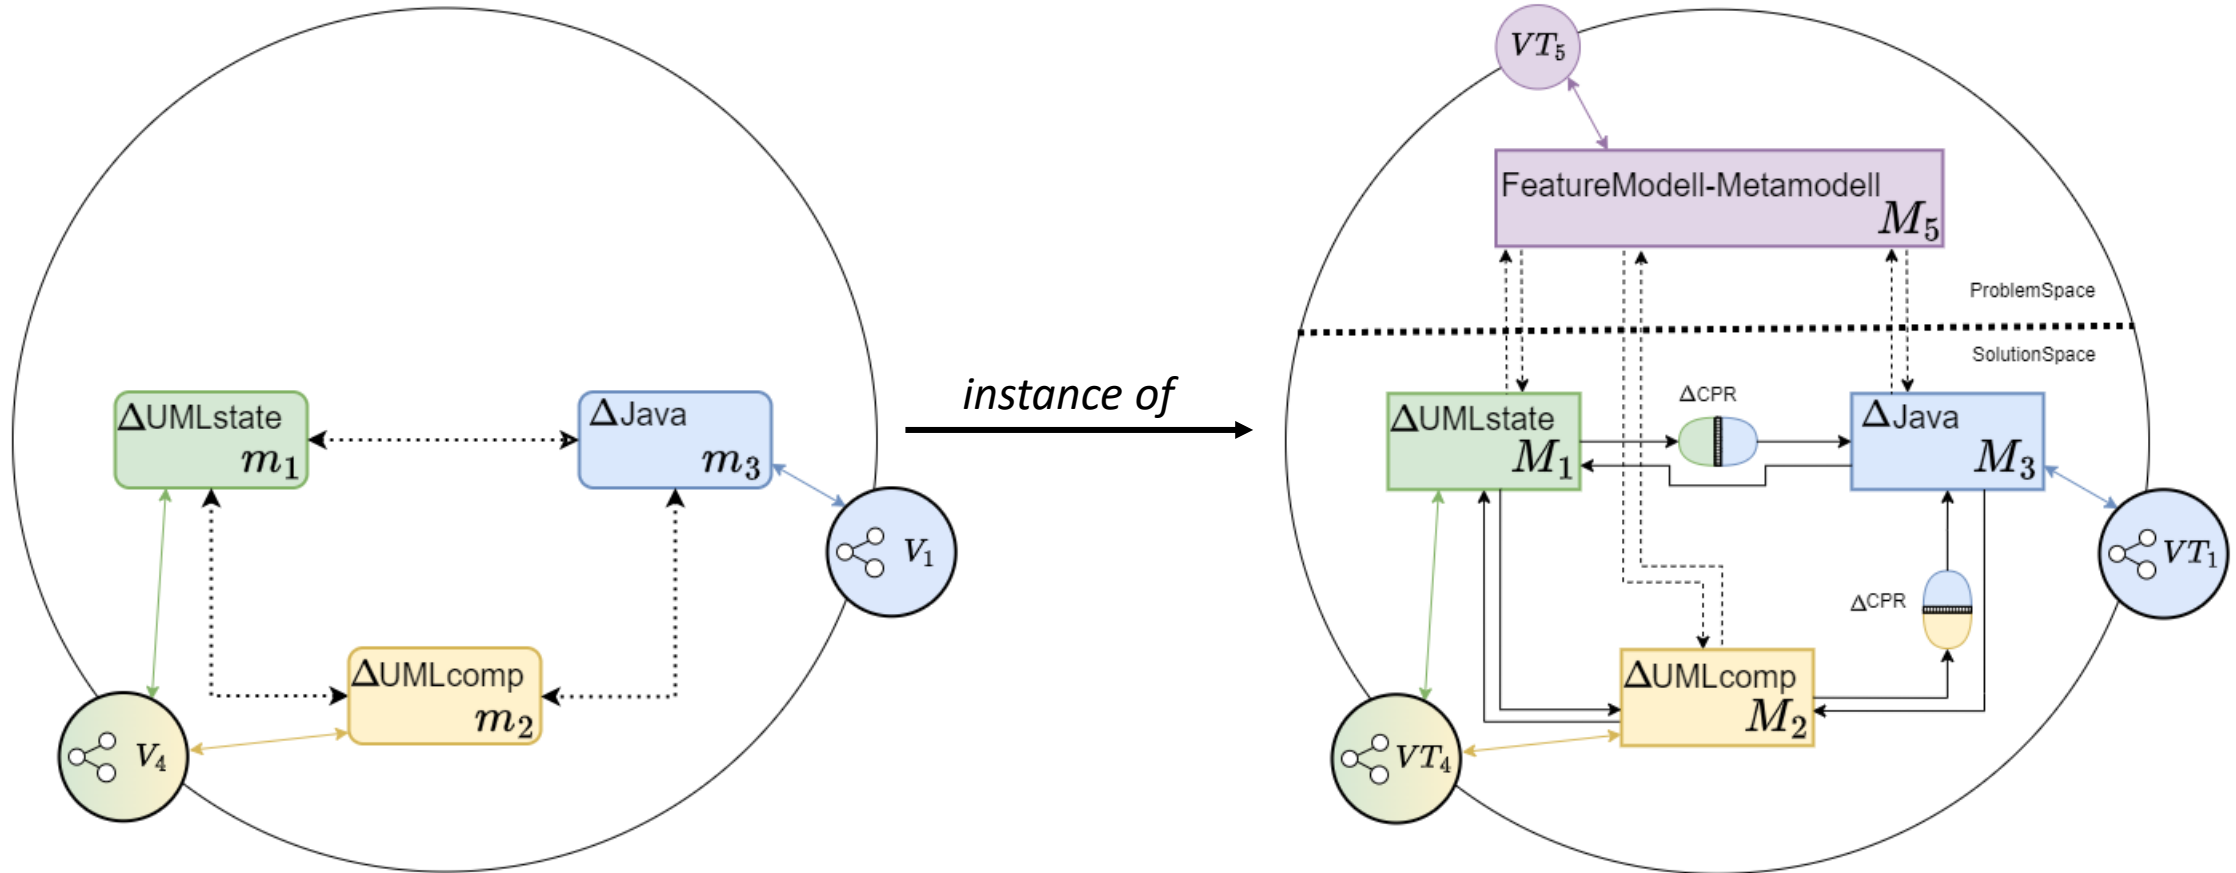 ΔUMLstate
m₁
ΔJava
m₃
V₁
ΔUMLcomp
m₂
V₄
instance of
VT₅
FeatureModell-Metamodell
M₅
ProblemSpace
SolutionSpace
ΔUMLstate
M₁
ΔCPR
ΔJava
M₃
VT₁
ΔCPR
ΔUMLcomp
M₂
VT₄